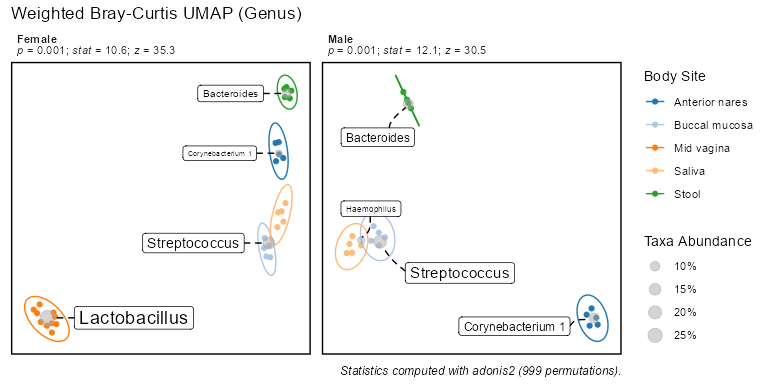 Weighted Bray-Curtis UMAP (Genus)
Female
p = 0.001; stat = 10.6; z = 35.3
Bacteroides
Corynebacterium 1
Streptococcus
Lactobacillus
Male
p = 0.001; stat = 12.1; z = 30.5
Bacteroides
Haemophilus
Streptococcus
Corynebacterium 1
Body Site
Anterior nares
Buccal mucosa
Mid vagina
Saliva
Stool
Taxa Abundance
10%
15%
20%
25%
Statistics computed with adonis2 (999 permutations).